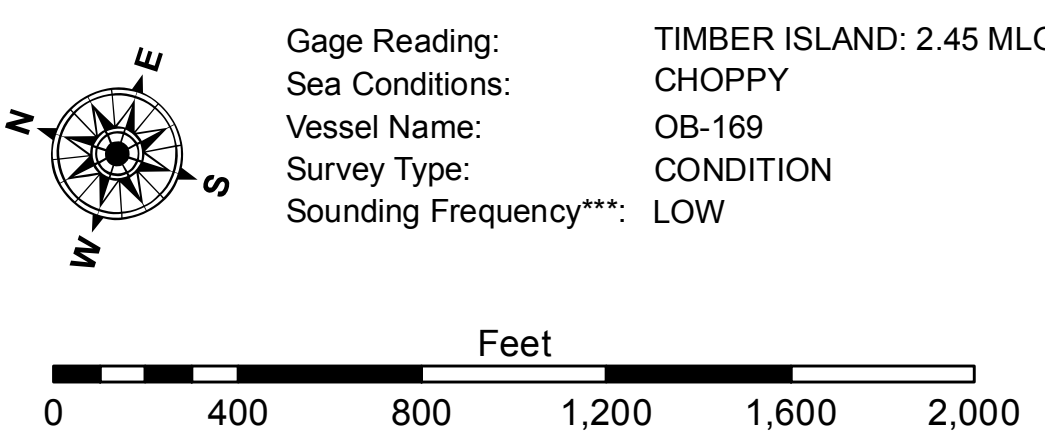 N
E
S
W
Gage Reading: TIMBER ISLAND: 2.45
Sea Conditions: CHOPPY
Vessel Name: OB-169
Survey Type: CONDITION
Sounding Frequency***: LOW
Feet
0 400 800 1,200 1,600 2,000